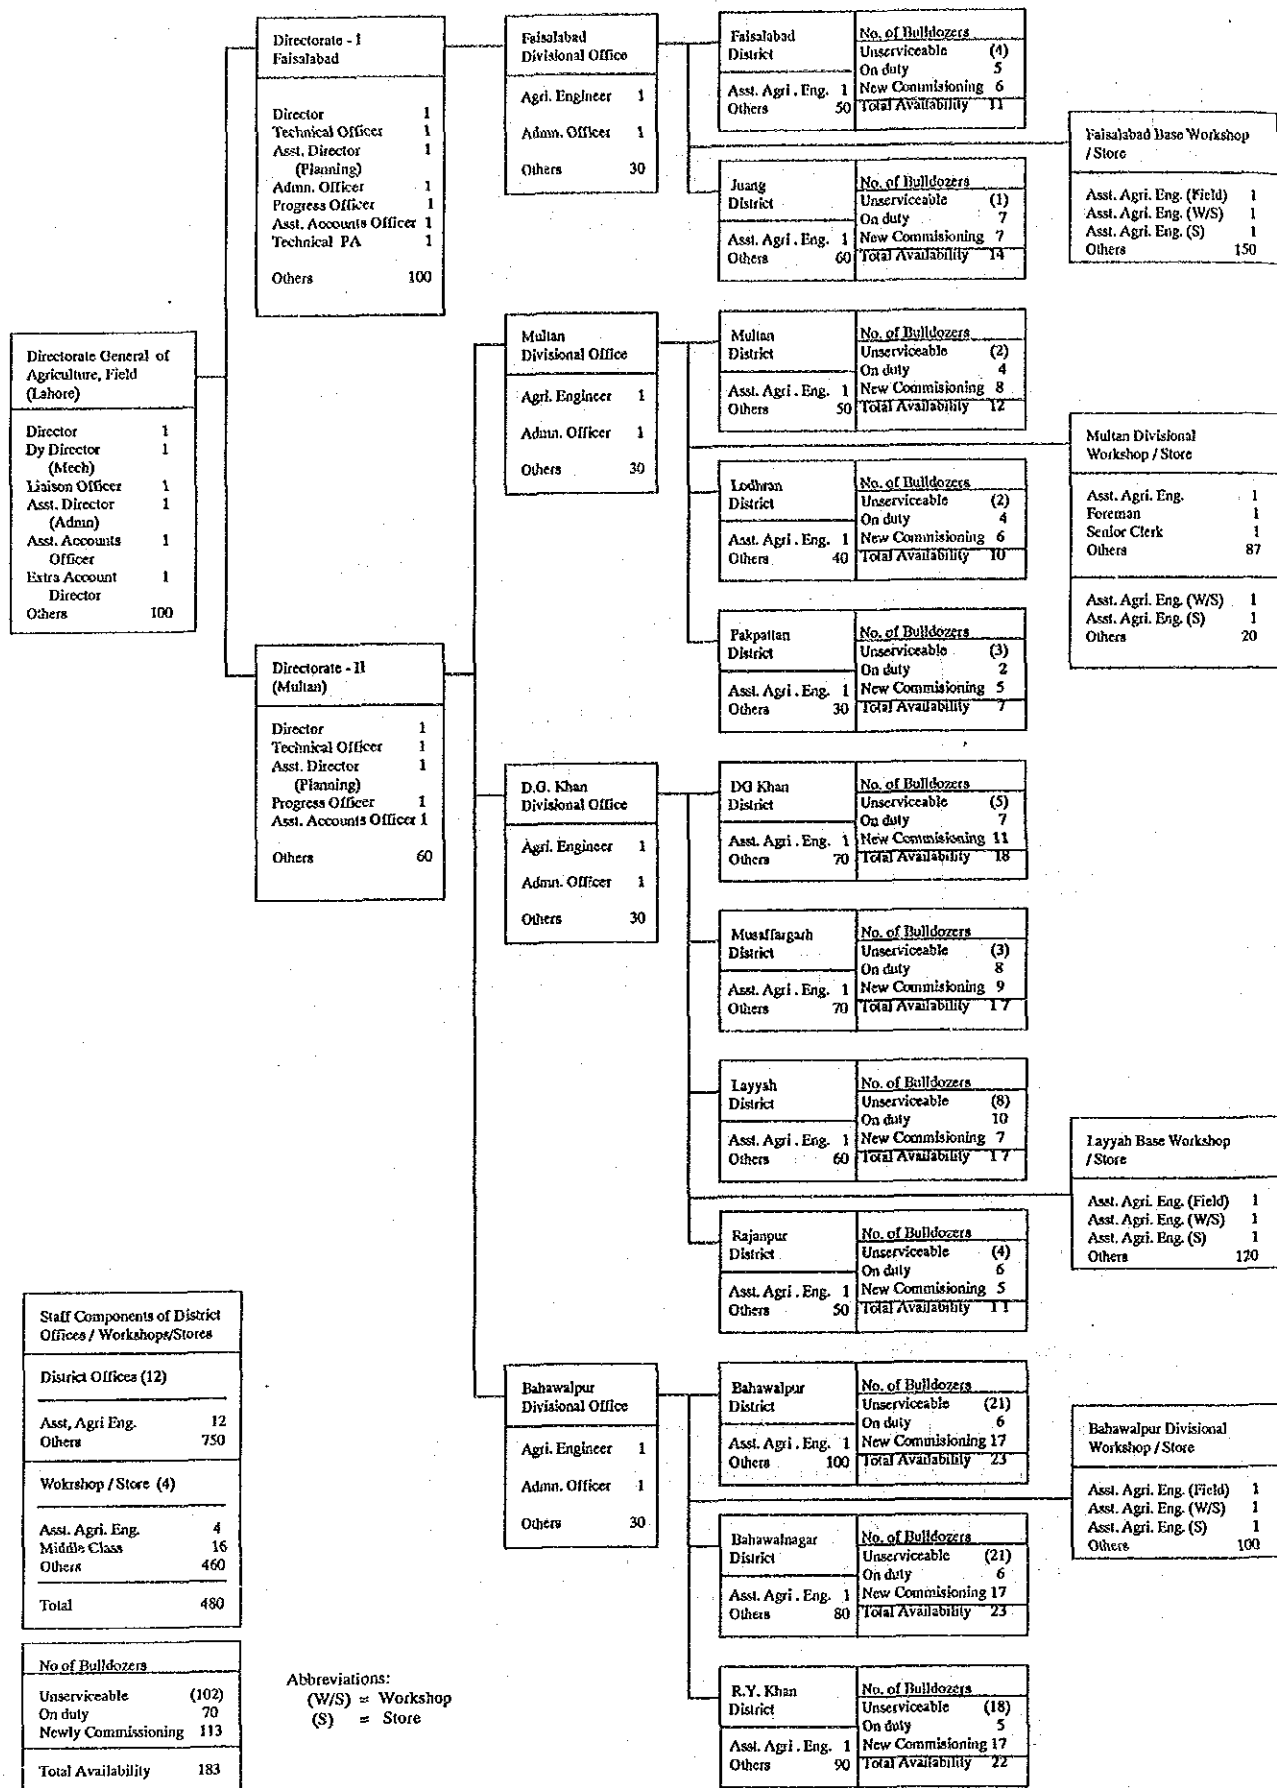 Directorate General of
Agriculture, Field
(Lahore)
Director 1
Dy Director 1
(Mech)
Liaison Officer 1
Asst. Director 1
(Admn)
Asst. Accounts 1
Officer
Extra Account 1
Director
Others 100
Directorate - I
Faisalabad
Director 1
Technical Officer 1
Asst. Director 1
(Planning)
Admn. Officer 1
Progress Officer 1
Asst. Accounts Officer 1
Technical PA 1
Others 100
Directorate - II
(Multan)
Director 1
Technical Officer 1
Asst. Director 1
(Planning)
Progress Officer 1
Asst. Accounts Officer 1
Others 60
Faisalabad
Divisional Office
Agri. Engineer 1
Admn. Officer 1
Others 30
Faisalabad
District
Asst. Agri . Eng. 1
Others 50
No. of Bulldozers
Unserviceable (4)
On duty 5
New Commisioning 6
Total Availability 11
Juang
District
Asst. Agri . Eng. 1
Others 60
No. of Bulldozers
Unserviceable (1)
On duty 7
New Commisioning 7
Total Availability 14
Faisalabad Base Workshop
/ Store
Asst. Agri. Eng. (Field) 1
Asst. Agri. Eng. (W/S) 1
Asst. Agri. Eng. (S) 1
Others 150
Multan
Divisional Office
Agri. Engineer 1
Admn. Officer 1
Others 30
Multan
District
Asst. Agri . Eng. 1
Others 50
No. of Bulldozers
Unserviceable (2)
On duty 4
New Commisioning 8
Total Availability 12
Lodhran
District
Asst. Agri . Eng. 1
Others 40
No. of Bulldozers
Unserviceable (2)
On duty 4
New Commisioning 6
Total Availability 10
Pakpattan
District
Asst. Agri . Eng. 1
Others 30
No. of Bulldozers
Unserviceable (3)
On duty 2
New Commisioning 5
Total Availability 7
Multan Divisional
Workshop / Store
Asst. Agri. Eng. 1
Foreman 1
Senior Clerk 1
Others 87
Asst. Agri. Eng. (W/S) 1
Asst. Agri. Eng. (S) 1
Others 20
D.G. Khan
Divisional Office
Agri. Engineer 1
Admn. Officer 1
Others 30
DG Khan
District
Asst. Agri . Eng. 1
Others 70
No. of Bulldozers
Unserviceable (5)
On duty 7
New Commisioning 11
Total Availability 18
Musaffargarh
District
Asst. Agri . Eng. 1
Others 70
No. of Bulldozers
Unserviceable (3)
On duty 8
New Commisioning 9
Total Availability 17
Layyah
District
Asst. Agri . Eng. 1
Others 60
No. of Bulldozers
Unserviceable (8)
On duty 10
New Commisioning 7
Total Availability 17
Rajanpur
District
Asst. Agri . Eng. 1
Others 50
No. of Bulldozers
Unserviceable (4)
On duty 6
New Commisioning 5
Total Availability 11
Layyah Base Workshop
/ Store
Asst. Agri. Eng. (Field) 1
Asst. Agri. Eng. (W/S) 1
Asst. Agri. Eng. (S) 1
Others 120
Bahawalpur
Divisional Office
Agri. Engineer 1
Admn. Officer 1
Others 30
Bahawalpur
District
Asst. Agri . Eng. 1
Others 100
No. of Bulldozers
Unserviceable (21)
On duty 6
New Commisioning 17
Total Availability 23
Bahawalnagar
District
Asst. Agri . Eng. 1
Others 80
No. of Bulldozers
Unserviceable (21)
On duty 6
New Commisioning 17
Total Availability 23
R.Y. Khan
District
Asst. Agri . Eng. 1
Others 90
No. of Bulldozers
Unserviceable (18)
On duty 5
New Commisioning 17
Total Availability 22
Bahawalpur Divisional
Workshop / Store
Asst. Agri. Eng. (Field) 1
Asst. Agri. Eng. (W/S) 1
Asst. Agri. Eng. (S) 1
Others 100
Staff Components of District
Offices / Workshops/Stores
District Offices (12)
Asst, Agri Eng. 12
Others 750
Wokrshop / Store (4)
Asst. Agri. Eng. 4
Middle Class 16
Others 460
Total 480
No of Bulldozers
Unserviceable (102)
On duty 70
Newly Commissioning 113
Total Availability 183
Abbreviations:
(W/S) = Workshop
(S) = Store